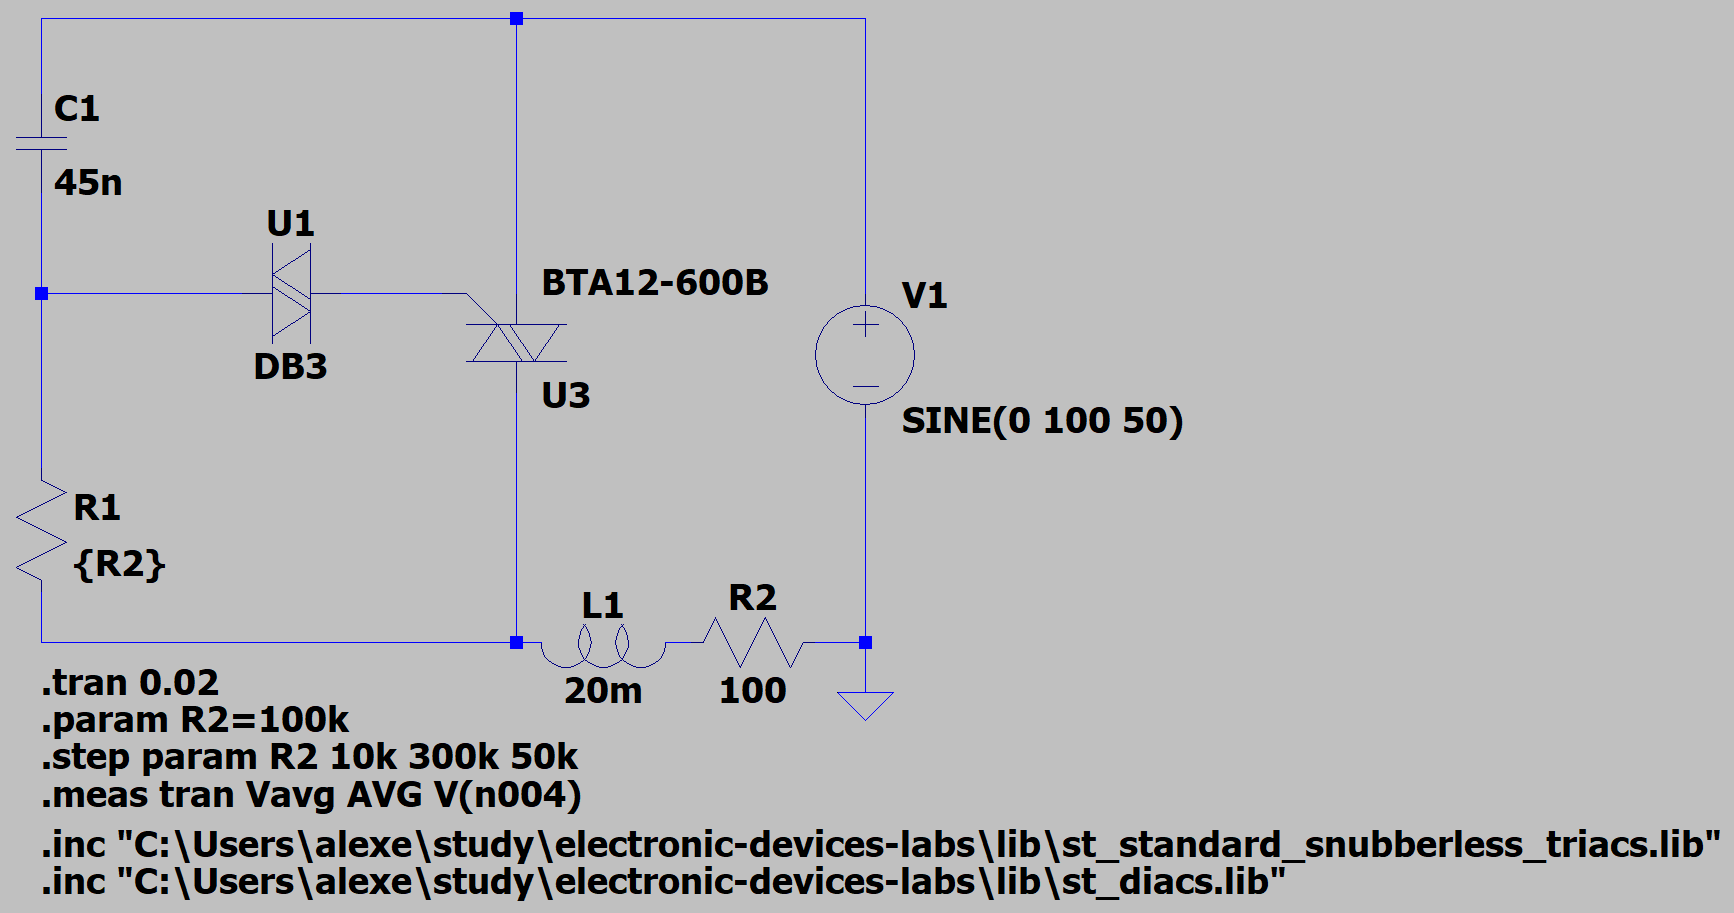 C1
45n
U1
DB3
BTA12-600B
U3
V1
SINE(0 100 50)
R1
{R2}
L1
20m
R2
100
.tran 0.02
.param R2=100k
.step param R2 10k 300k 50k
.meas tran Vavg AVG V(n004)
.inc "C:\Users\alexe\study\electronic-devices-labs\lib\st_standard_snubberless_triacs.lib"
.inc "C:\Users\alexe\study\electronic-devices-labs\lib\st_diacs.lib"